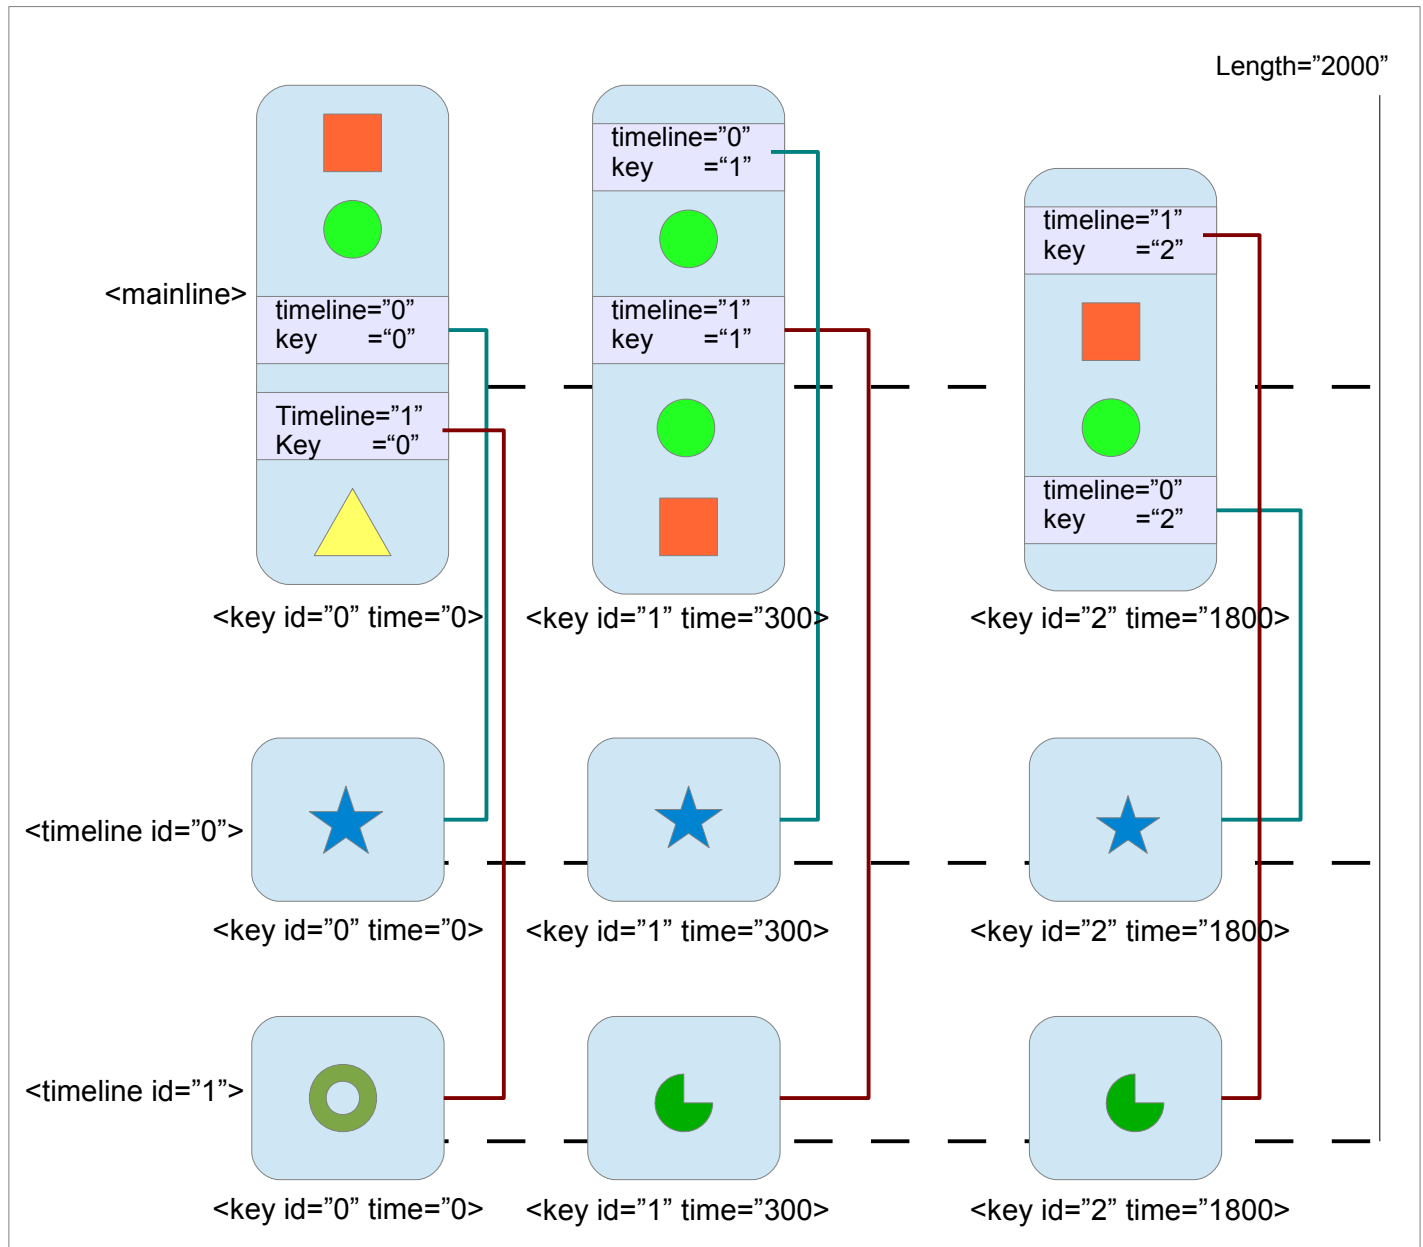 Length=”2000”
timeline=”0”
key =“1”
timeline=”1”
key =“2”
<mainline>
timeline=”0”
key =“0”
timeline=”1”
key =“1”
Timeline=”1”
Key =“0”
timeline=”0”
key =“2”
<key id=”0” time=”0>
<key id=”1” time=”300>
<key id=”2” time=”1800>
<timeline id=”0”>
<key id=”0” time=”0>
<key id=”1” time=”300>
<key id=”2” time=”1800>
<timeline id=”1”>
<key id=”0” time=”0>
<key id=”1” time=”300>
<key id=”2” time=”1800>